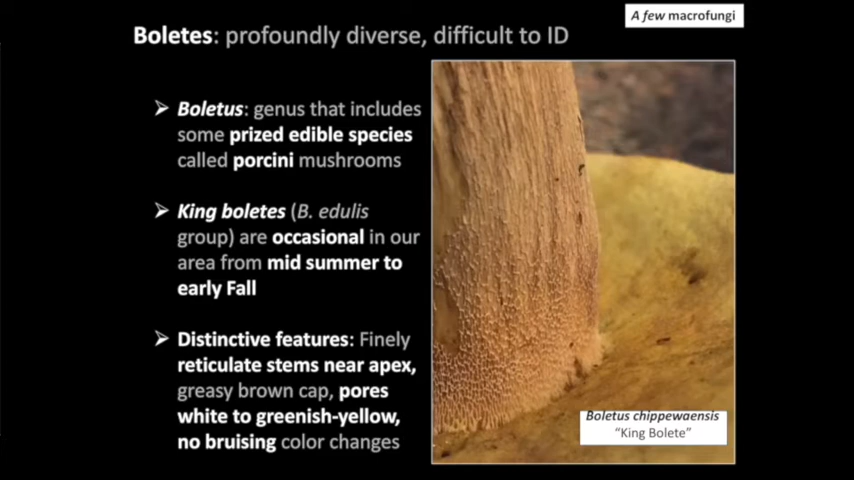 A few macrofungi
Boletes: profoundly diverse, difficult to ID
Boletus: genus that includes
some prized edible species
called porcini mushrooms
King boletes (B. edulis
group) are occasional in our
area from mid summer to
early Fall
Distinctive features: Finely
reticulate stems near apex,
greasy brown cap, pores
white to greenish-yellow,
no bruising color changes
Boletus chippewaensis
"King Bolete"